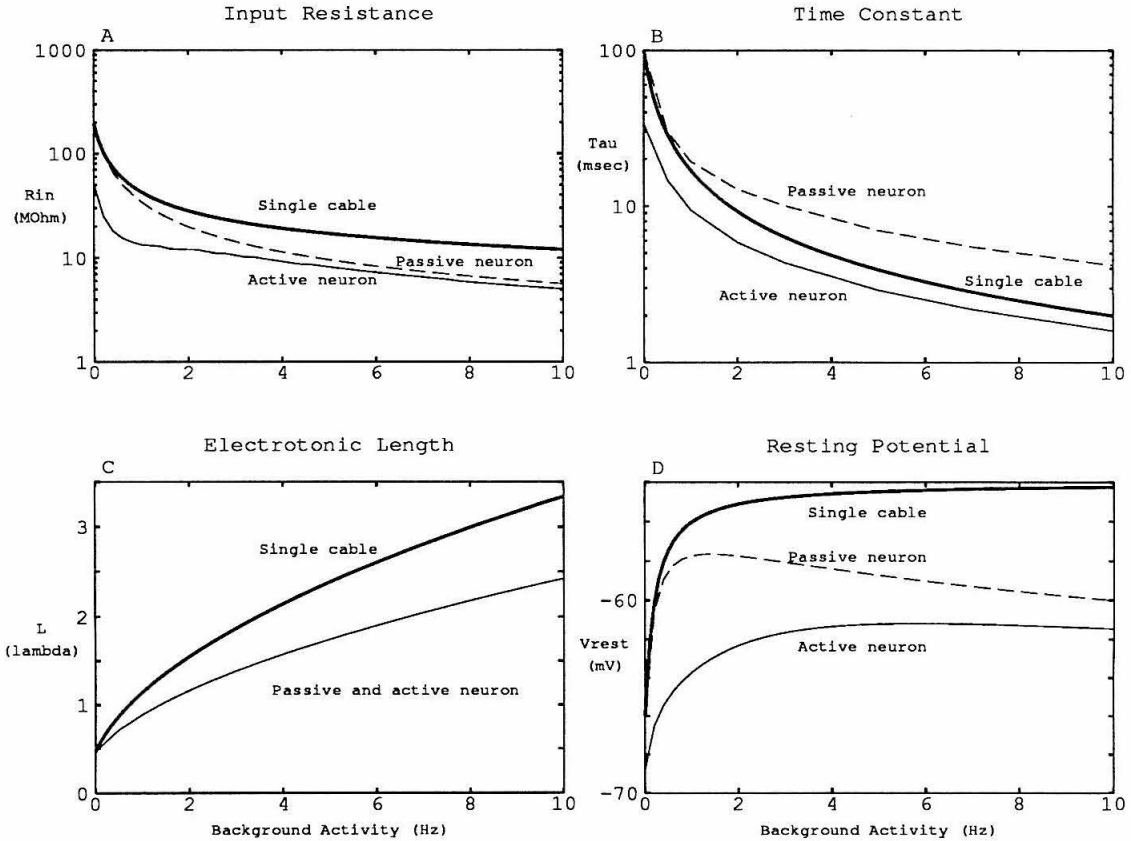 Input Resistance
A
1000
100
10
1
Rin
(MOhm)
Single cable
Passive neuron
Active neuron
0 2 4 6 8 10
Time Constant
B
100
10
1
Tau
(msec)
Passive neuron
Single cable
Active neuron
0 2 4 6 8 10
Electrotonic Length
C
3
2
1
0
L
(lambda)
Single cable
Passive and active neuron
0 2 4 6 8 10
Background Activity (Hz)
Resting Potential
D
-60
-70
Vrest
(mV)
Single cable
Passive neuron
Active neuron
0 2 4 6 8 10
Background Activity (Hz)